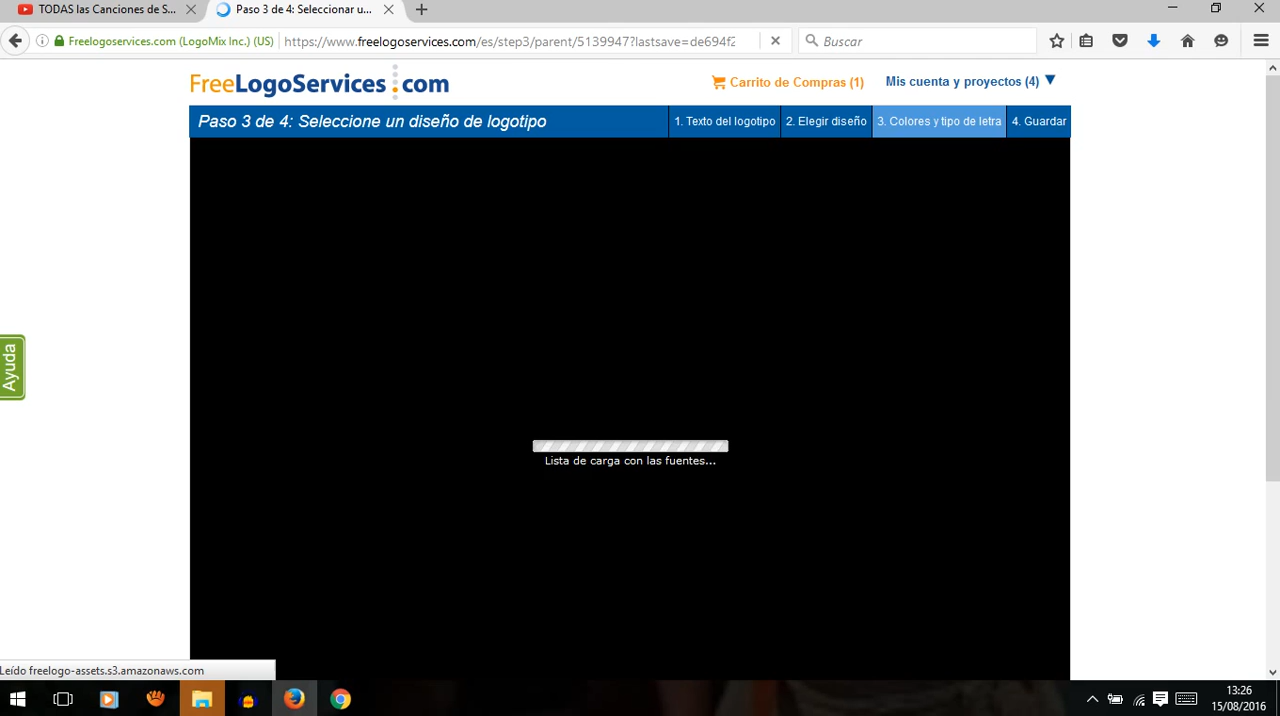 TODAS las Canciones de S...
Paso 3 de 4: Seleccionar u...
Freelogoservices.com (LogoMix Inc.) (US)
https://www.freelogoservices.com/es/step3/parent/5139947?lastsave=de694f2
Buscar
FreeLogoServices.com
Carrito de Compras (1)
Mis cuenta y proyectos (4)
Paso 3 de 4: Seleccione un diseño de logotipo
1. Texto del logotipo
2. Elegir diseño
3. Colores y tipo de letra
4. Guardar
Ayuda
Lista de carga con las fuentes...
Leído freelogo-assets.s3.amazonaws.com
13:26
15/08/2016